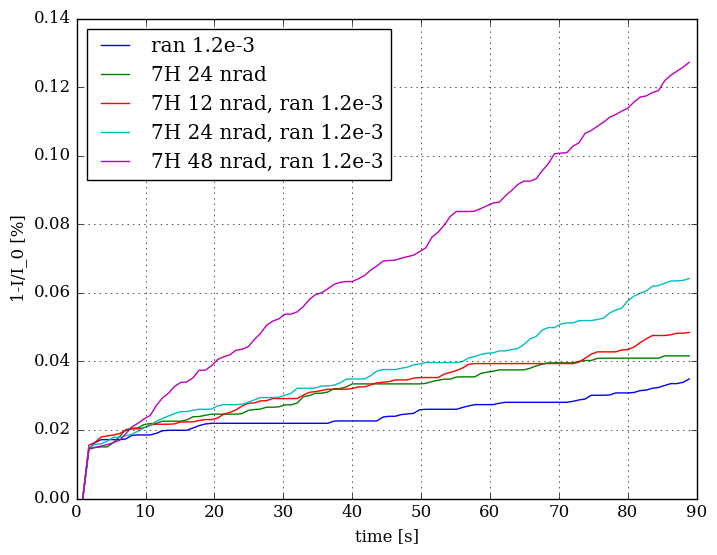 0.14
0.12
0.10
0.08
0.06
0.04
0.02
0.00
1-I/I_0 [%]
ran 1.2e-3
7H 24 nrad
7H 12 nrad, ran 1.2e-3
7H 24 nrad, ran 1.2e-3
7H 48 nrad, ran 1.2e-3
0 10 20 30 40 50 60 70 80 90
time [s]